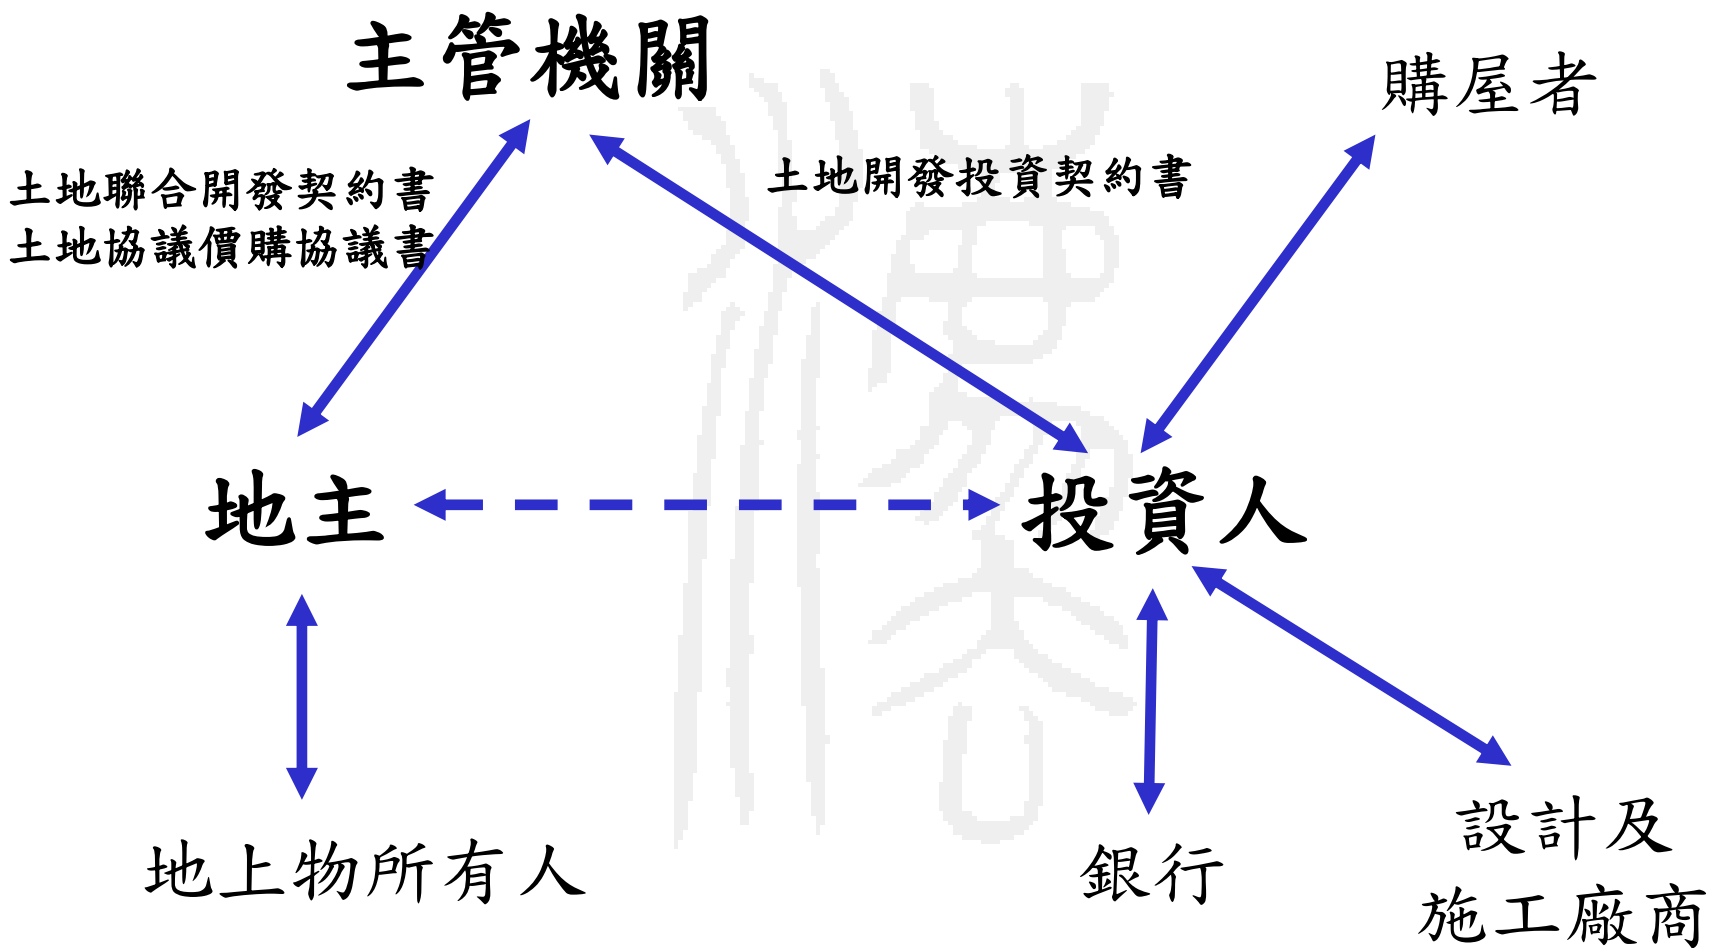 主管機關
購屋者
土地聯合開發契約書
土地協議價購協議書
土地開發投資契約書
地主
投資人
地上物所有人
銀行
設計及
施工廠商